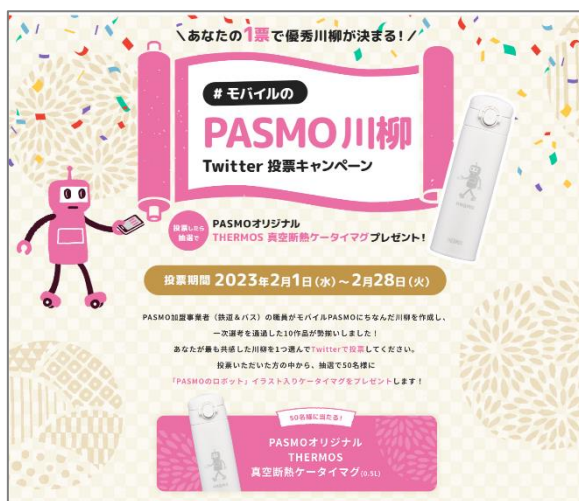 あなたの1票で優秀川柳が決まる!
#モバイルの
PASMO川柳
Twitter 投票キャンペーン
投票したら
抽選で
PASMOオリジナル
THERMOS 真空断熱ケータイマグプレゼント!
投票期間 2023年2月1日(水)～2月28日(火)
PASMO加盟事業者（鉄道&バス）の職員がモバイルPASMOにちなんだ川柳を作成し、
一次選考を通過した10作品が勢揃いしました!
あなたが最も共感した川柳を1つ選んでTwitterで投票してください。
投票いただいた方の中から、抽選で50名様に
「PASMOのロボット」イラスト入りケータイマグをプレゼントします!
50名様に当たる!
PASMOオリジナル
THERMOS
真空断熱ケータイマグ(0.5L)